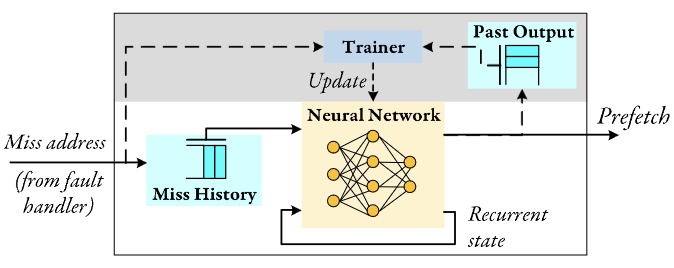 Past Output
Trainer
Update
Neural Network
Prefetch
Miss address
(from fault
handler)
Miss History
Recurrent
state